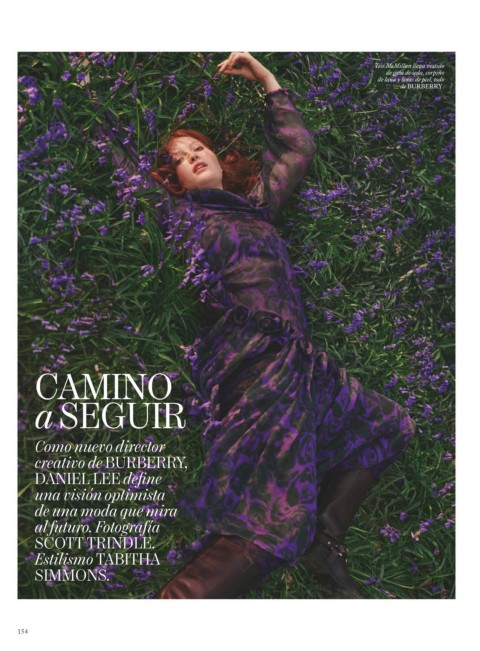 Tess McMillan llega vestido
de gasa de seda, corpiño
de lana y botas de piel, todo
de BURBERRY.
CAMINO
a SEGUIR
Como nuevo director
creativo de BURBERRY,
DANIEL LEE define
una visión optimista
de una moda que mira
al futuro. Fotografía
SCOTT TRINDLE.
Estilismo TABITHA
SIMMONS.
154